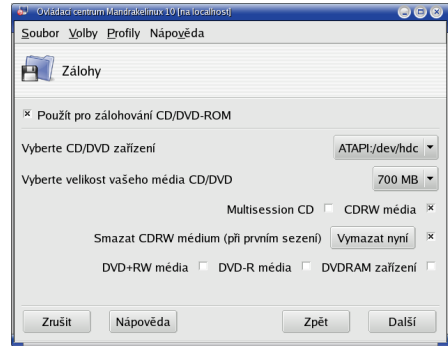 Ovládací centrum Mandrakelinux 10 [na localhost]
Soubor Volby Profily Nápověda
Zálohy
Použít pro zálohování CD/DVD-ROM
Vyberte CD/DVD zařízení ATAPI:/dev/hdc
Vyberte velikost vašeho média CD/DVD 700 MB
Multisession CD CDRW média
Smazat CDRW médium (při prvním sezení) Vymazat nyní
DVD+RW média DVD-R média DVDRAM zařízení
Zrušit Nápověda Zpět Další